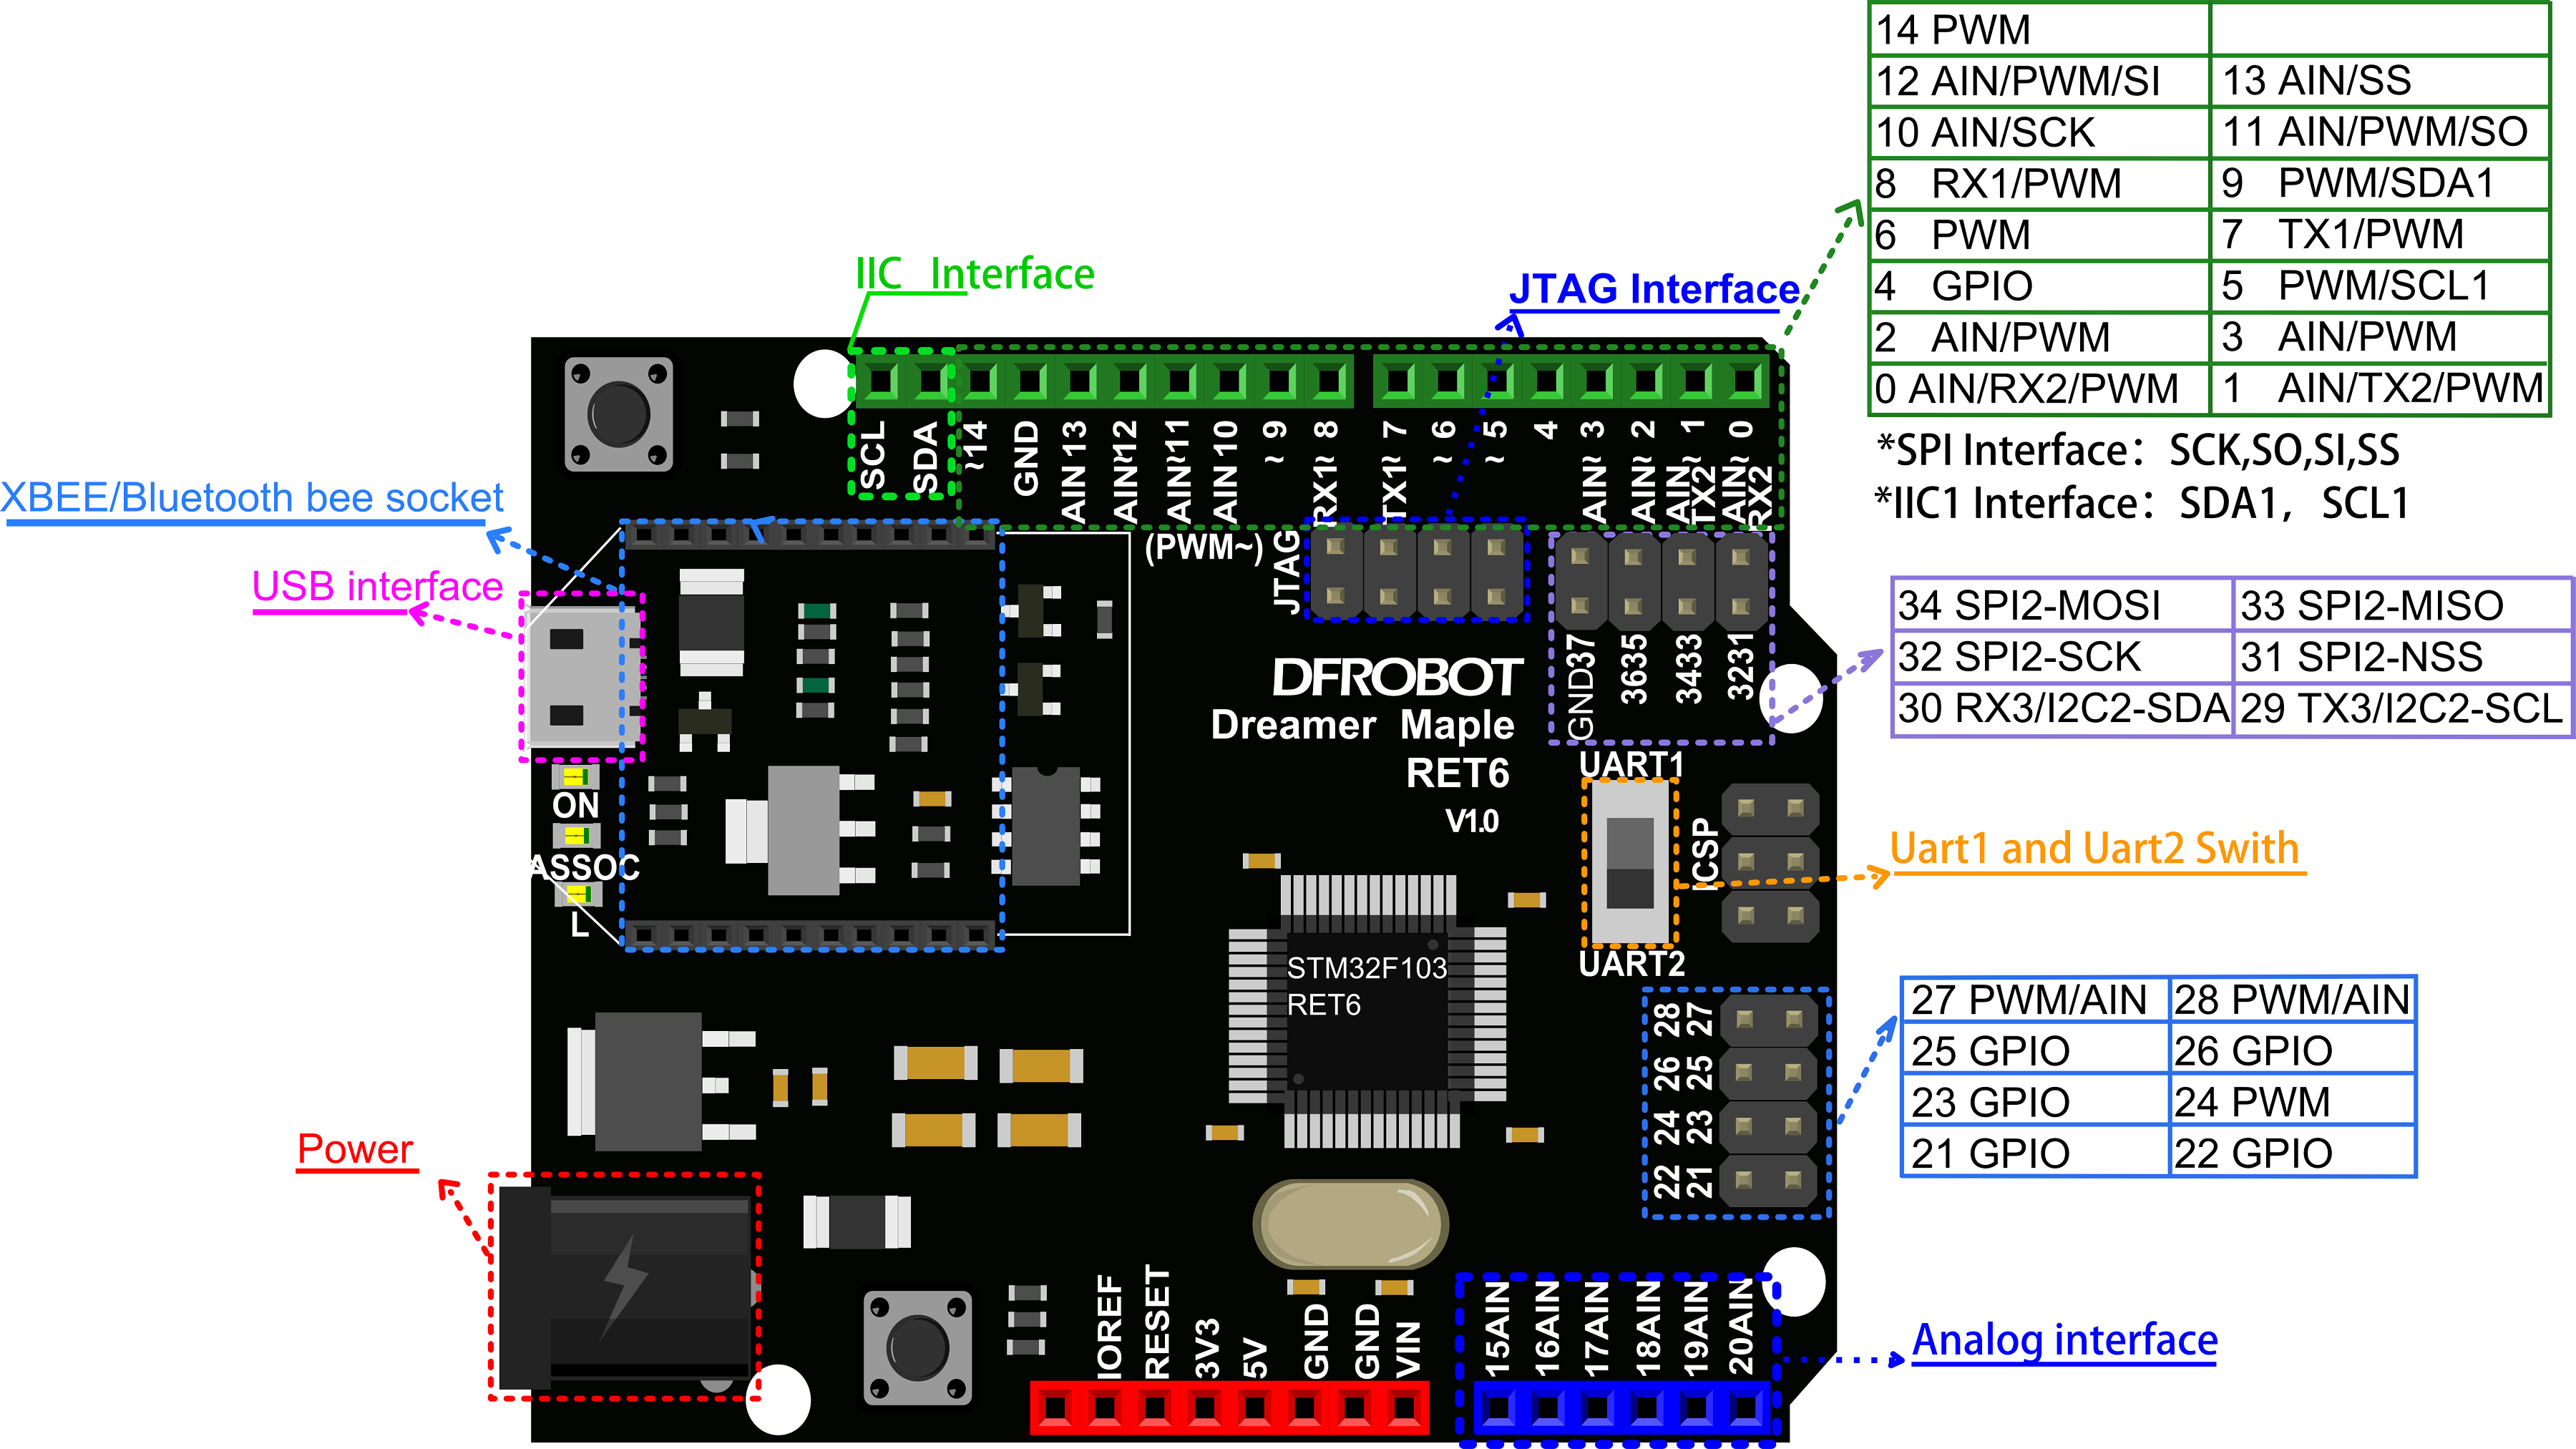 14 PWM
12 AIN/PWM/SI 13 AIN/SS
10 AIN/SCK 11 AIN/PWM/SO
8 RX1/PWM 9 PWM/SDA1
6 PWM 7 TX1/PWM
4 GPIO 5 PWM/SCL1
2 AIN/PWM 3 AIN/PWM
0 AIN/RX2/PWM 1 AIN/TX2/PWM
*SPI Interface: SCK,SO,SI,SS
*IIC1 Interface: SDA1, SCL1
IIC Interface
JTAG Interface
SCL
SDA
~14
GND
AIN 13
AIN~12
AIN~11
AIN 10
~ 9
RX1~ 8
TX1~ 7
~ 6
~ 5
4
AIN~ 3
AIN~ 2
AIN~ 1
TX2
AIN~ 0
RX2
(PWM~)
JTAG
XBEE/Bluetooth bee socket
USB interface
34 SPI2-MOSI 33 SPI2-MISO
32 SPI2-SCK 31 SPI2-NSS
30 RX3/I2C2-SDA 29 TX3/I2C2-SCL
GND37
3635
3433
3231
DFROBOT
Dreamer Maple
RET6
V1.0
UART1
UART2
ICSP
Uart1 and Uart2 Swith
ON
ASSOC
L
STM32F103
RET6
28 27
26 25
24 23
22 21
27 PWM/AIN 28 PWM/AIN
25 GPIO 26 GPIO
23 GPIO 24 PWM
21 GPIO 22 GPIO
Power
IOREF
RESET
3V3
5V
GND
GND
VIN
15AIN
16AIN
17AIN
18AIN
19AIN
20AIN
Analog interface